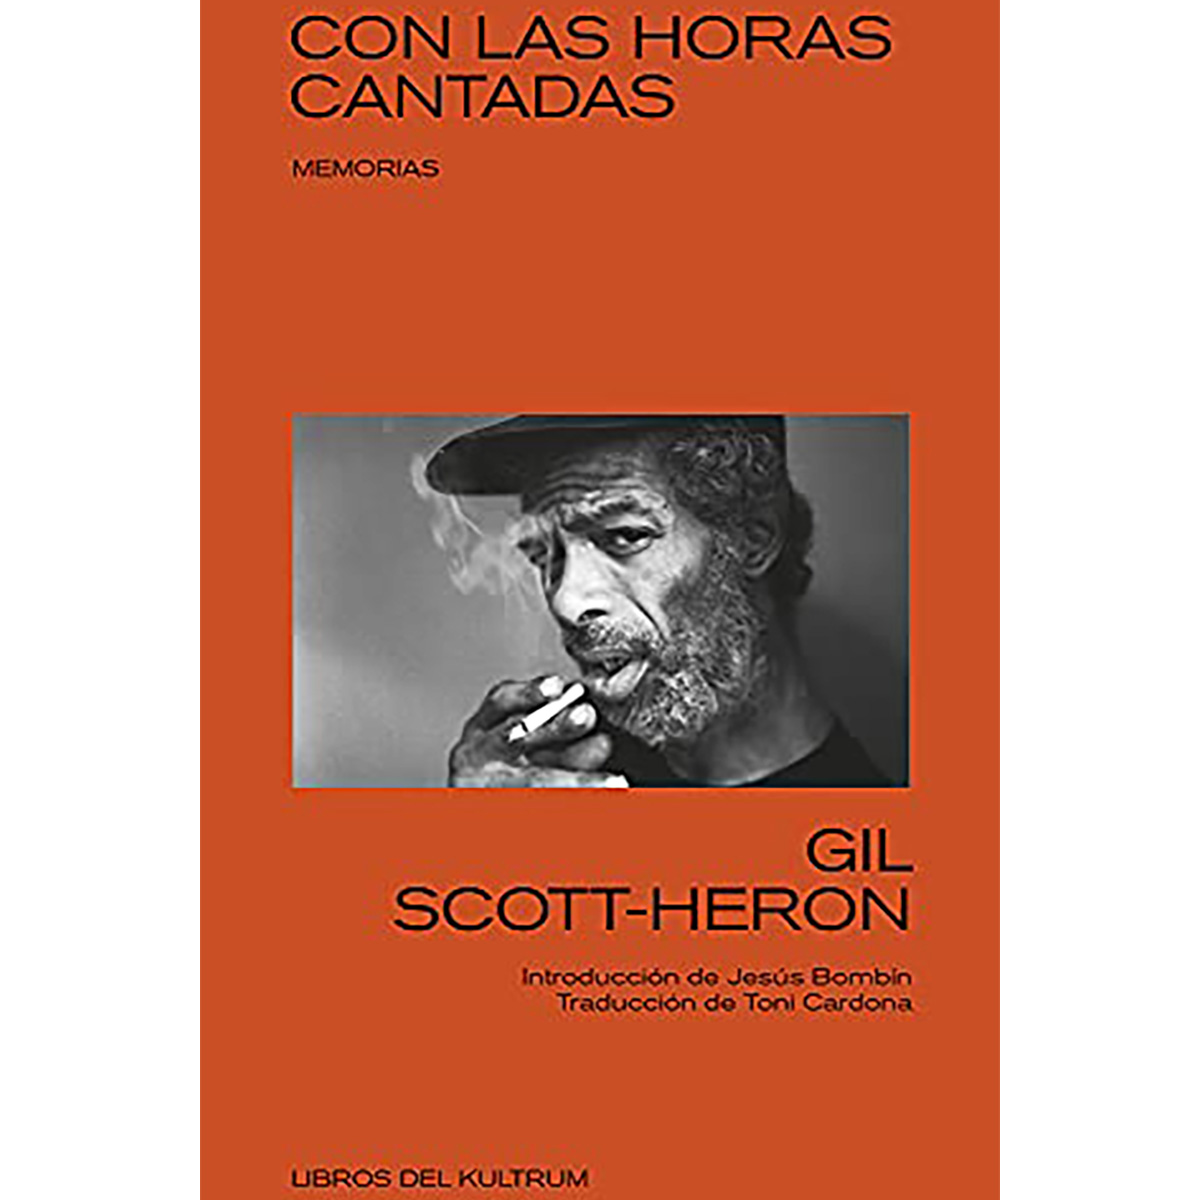 CON LAS HORAS
CANTADAS
MEMORIAS
GIL
SCOTT-HERON
Introducción de Jesús Bombín
Traducción de Toni Cardona
LIBROS DEL KULTRUM